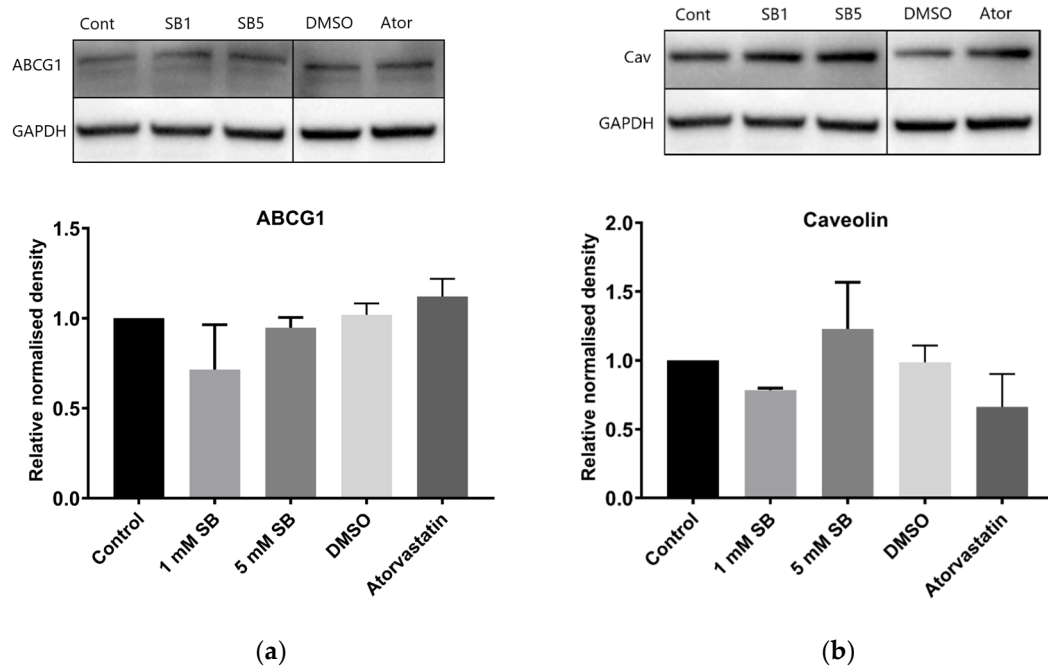 Cont SB1 SB5 DMSO Ator
ABCG1
GAPDH
ABCG1
Relative normalised density
1.5
1.0
0.5
0.0
Control
1 mM SB
5 mM SB
DMSO
Atorvastatin
(a)
Cont SB1 SB5 DMSO Ator
Cav
GAPDH
Caveolin
Relative normalised density
2.0
1.5
1.0
0.5
0.0
Control
1 mM SB
5 mM SB
DMSO
Atorvastatin
(b)